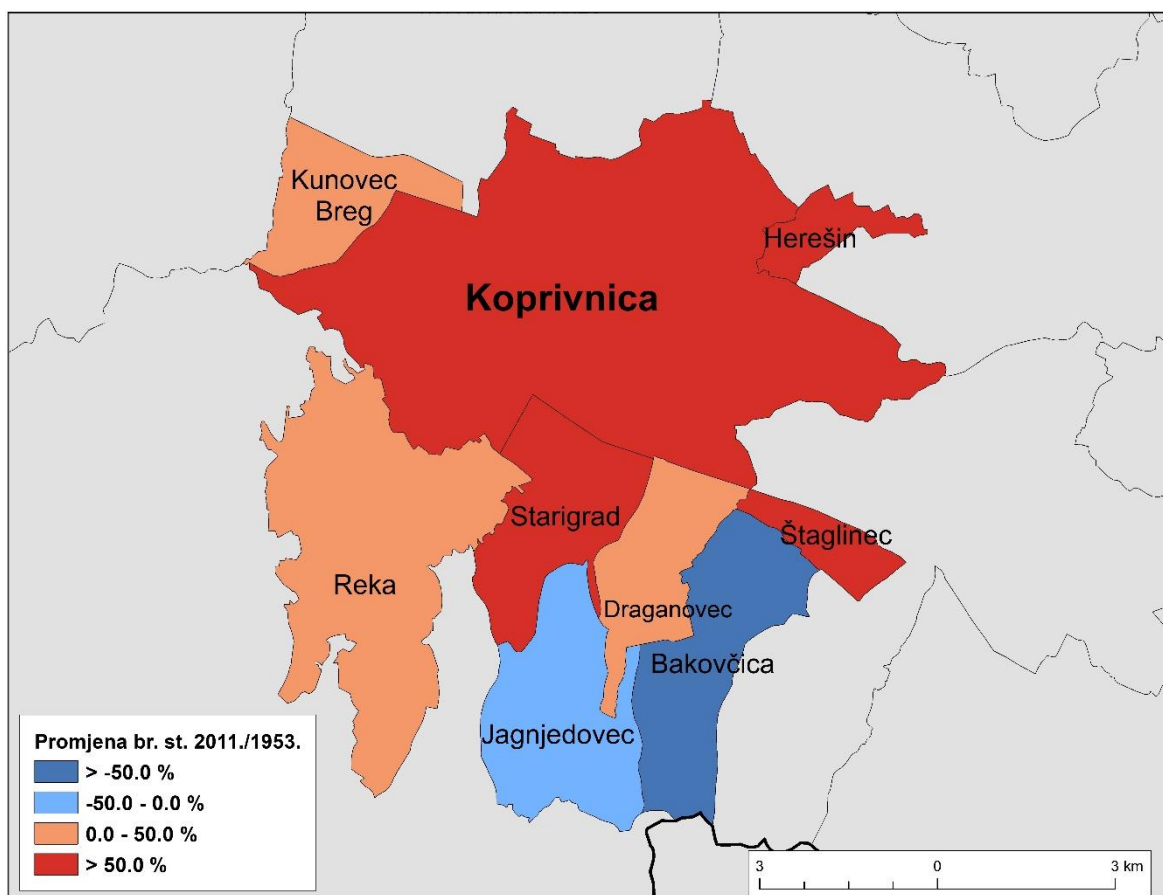 Kunovec
Breg
Herešin
Koprivnica
Starigrad
Štaglinec
Reka
Draganovec
Bakovčica
Jagnjedovec
Promjena br. st. 2011./1953.
> -50.0 %
-50.0 - 0.0 %
0.0 - 50.0 %
> 50.0 %
3 0 3 km